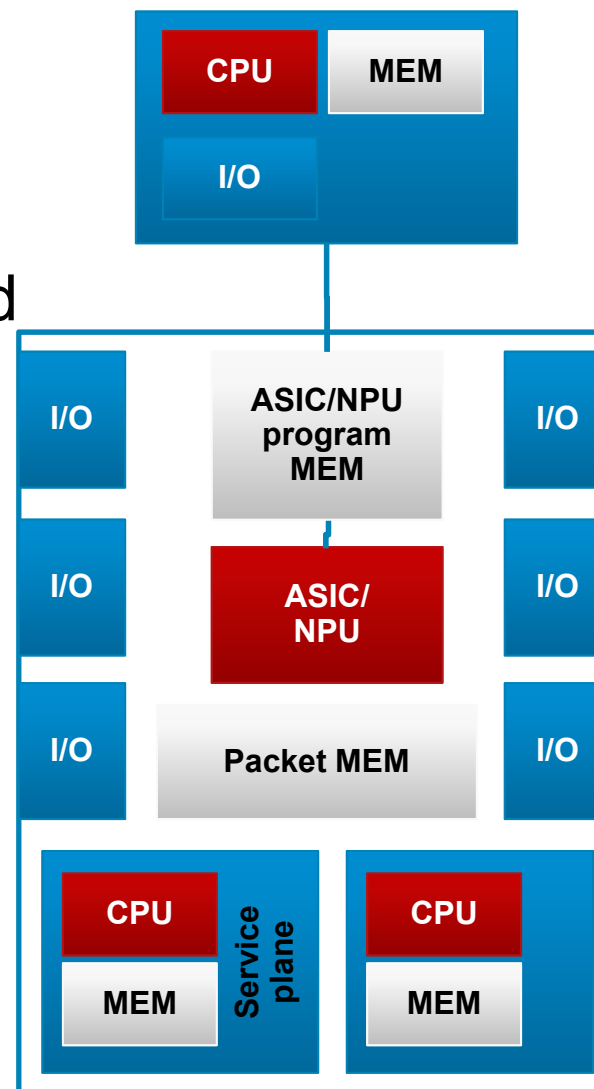 CPU
MEM
I/O
d
I/O
ASIC/NPU
program
MEM
I/O
I/O
ASIC/
NPU
I/O
I/O
Packet MEM
I/O
CPU
MEM
Service
plane
CPU
MEM